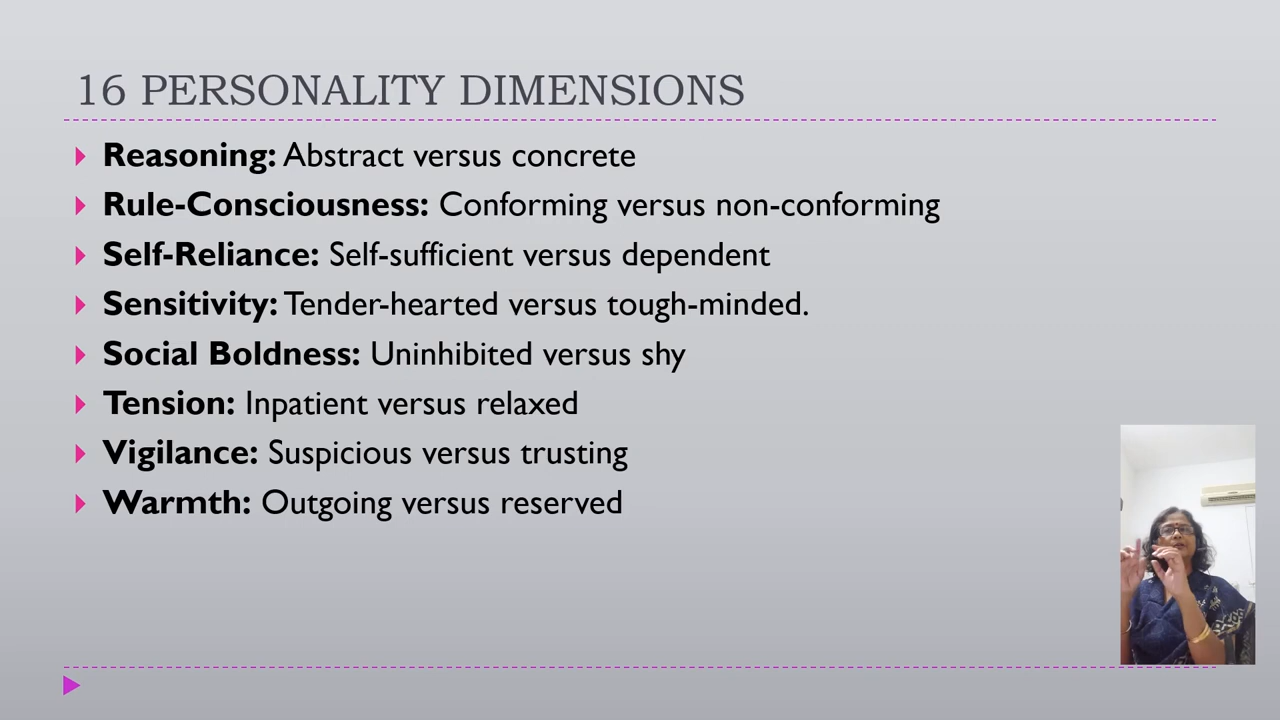 16 PERSONALITY DIMENSIONS
Reasoning: Abstract versus concrete
Rule-Consciousness: Conforming versus non-conforming
Self-Reliance: Self-sufficient versus dependent
Sensitivity: Tender-hearted versus tough-minded.
Social Boldness: Uninhibited versus shy
Tension: Inpatient versus relaxed
Vigilance: Suspicious versus trusting
Warmth: Outgoing versus reserved